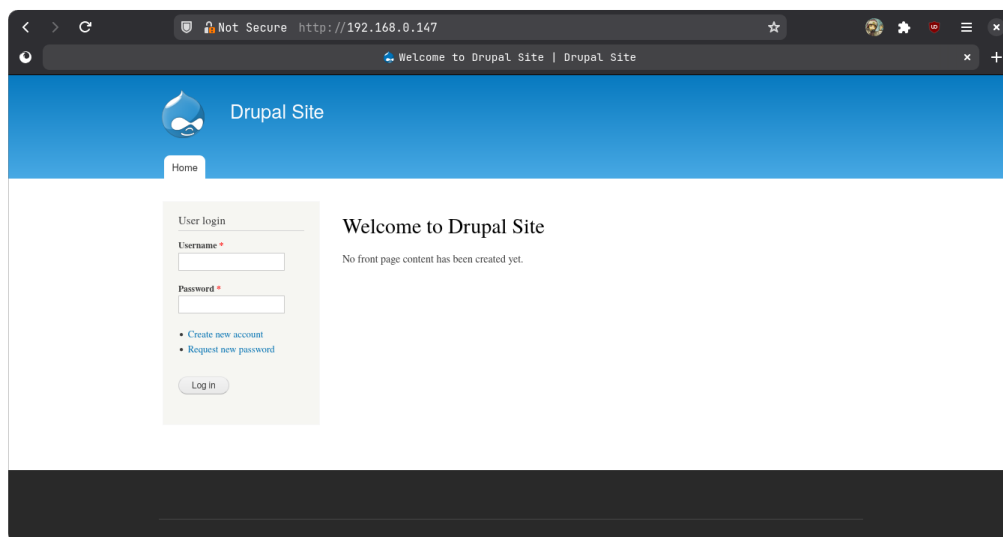 Not Secure http://192.168.0.147
Welcome to Drupal Site | Drupal Site
Drupal Site
Home
User login
Username *
Password *
Create new account
Request new password
Log in
Welcome to Drupal Site
No front page content has been created yet.